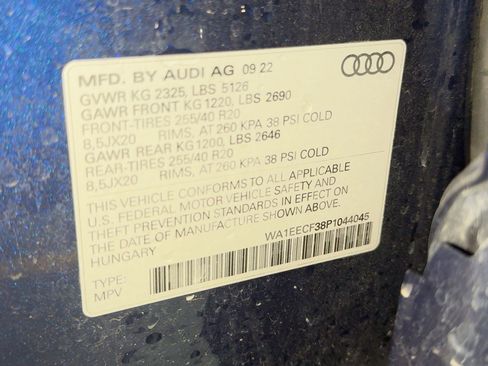 MFD. BY AUDI AG 09 22
GVWR KG 2325, LBS 5126
GAWR FRONT KG 1220, LBS 2690
FRONT-TIRES 255/40 R20
8,5JX20 RIMS, AT 260 KPA 38 PSI COLD
GAWR REAR KG 1200, LBS 2646
REAR-TIRES 255/40 R20
8,5JX20 RIMS, AT 260 KPA 38 PSI COLD
THIS VEHICLE CONFORMS TO ALL APPLICABLE
U.S. FEDERAL MOTOR VEHICLE SAFETY AND
THEFT PREVENTION STANDARDS IN EFFECT ON
THE DATE OF MANUFACTURE SHOWN ABOVE.
HUNGARY
WA1EECF38P1044045
TYPE:
MPV